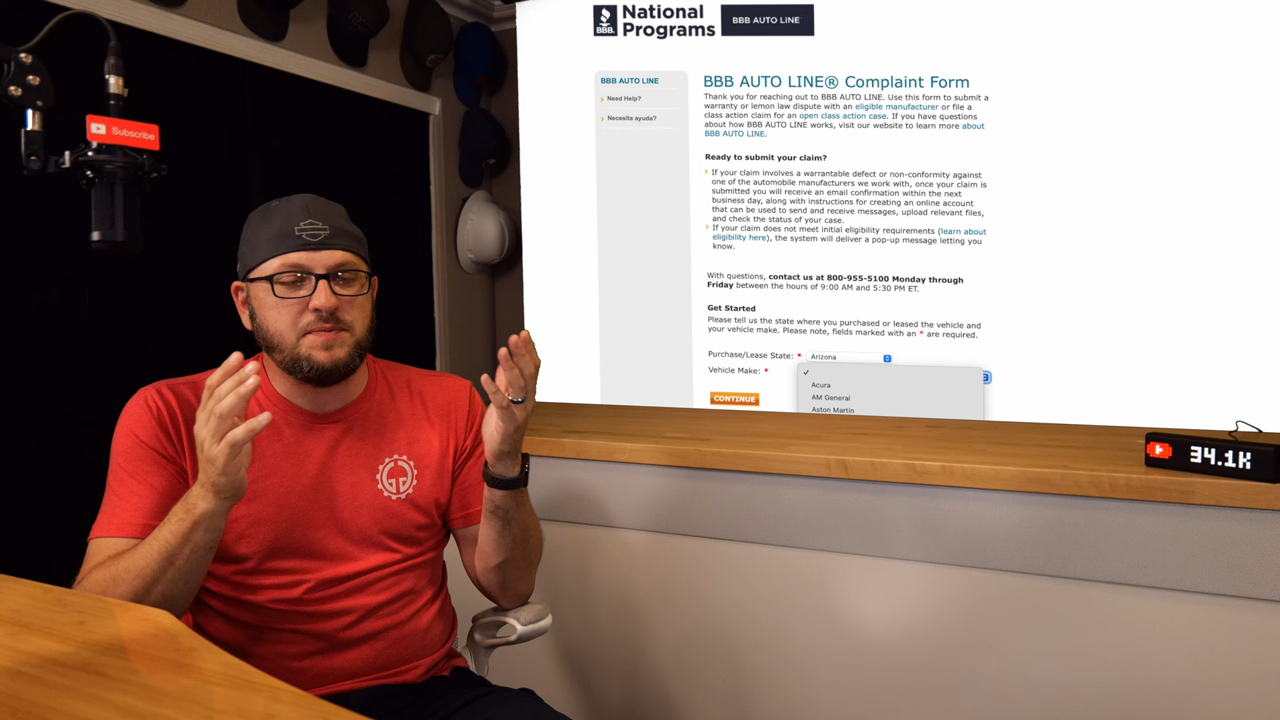 BBB.
National
Programs
BBB AUTO LINE
BBB AUTO LINE
Need Help?
Necesita ayuda?
BBB AUTO LINE® Complaint Form
Thank you for reaching out to BBB AUTO LINE. Use this form to submit a
warranty or lemon law dispute with an eligible manufacturer or file a
class action claim for an open class action case. If you have questions
about how BBB AUTO LINE works, visit our website to learn more about
BBB AUTO LINE.
Ready to submit your claim?
If your claim involves a warrantable defect or non-conformity against
one of the automobile manufacturers we work with, once your claim is
submitted you will receive an email confirmation within the next
business day, along with instructions for creating an online account
that can be used to send and receive messages, upload relevant files,
and check the status of your case.
If your claim does not meet initial eligibility requirements (learn about
eligibility here), the system will deliver a pop-up message letting you
know.
With questions, contact us at 800-955-5100 Monday through
Friday between the hours of 9:00 AM and 5:30 PM ET.
Get Started
Please tell us the state where you purchased or leased the vehicle and
your vehicle make. Please note, fields marked with an * are required.
Purchase/Lease State: * Arizona
Vehicle Make: *
Acura
AM General
Aston Martin
CONTINUE
Subscribe
GG
34.1K